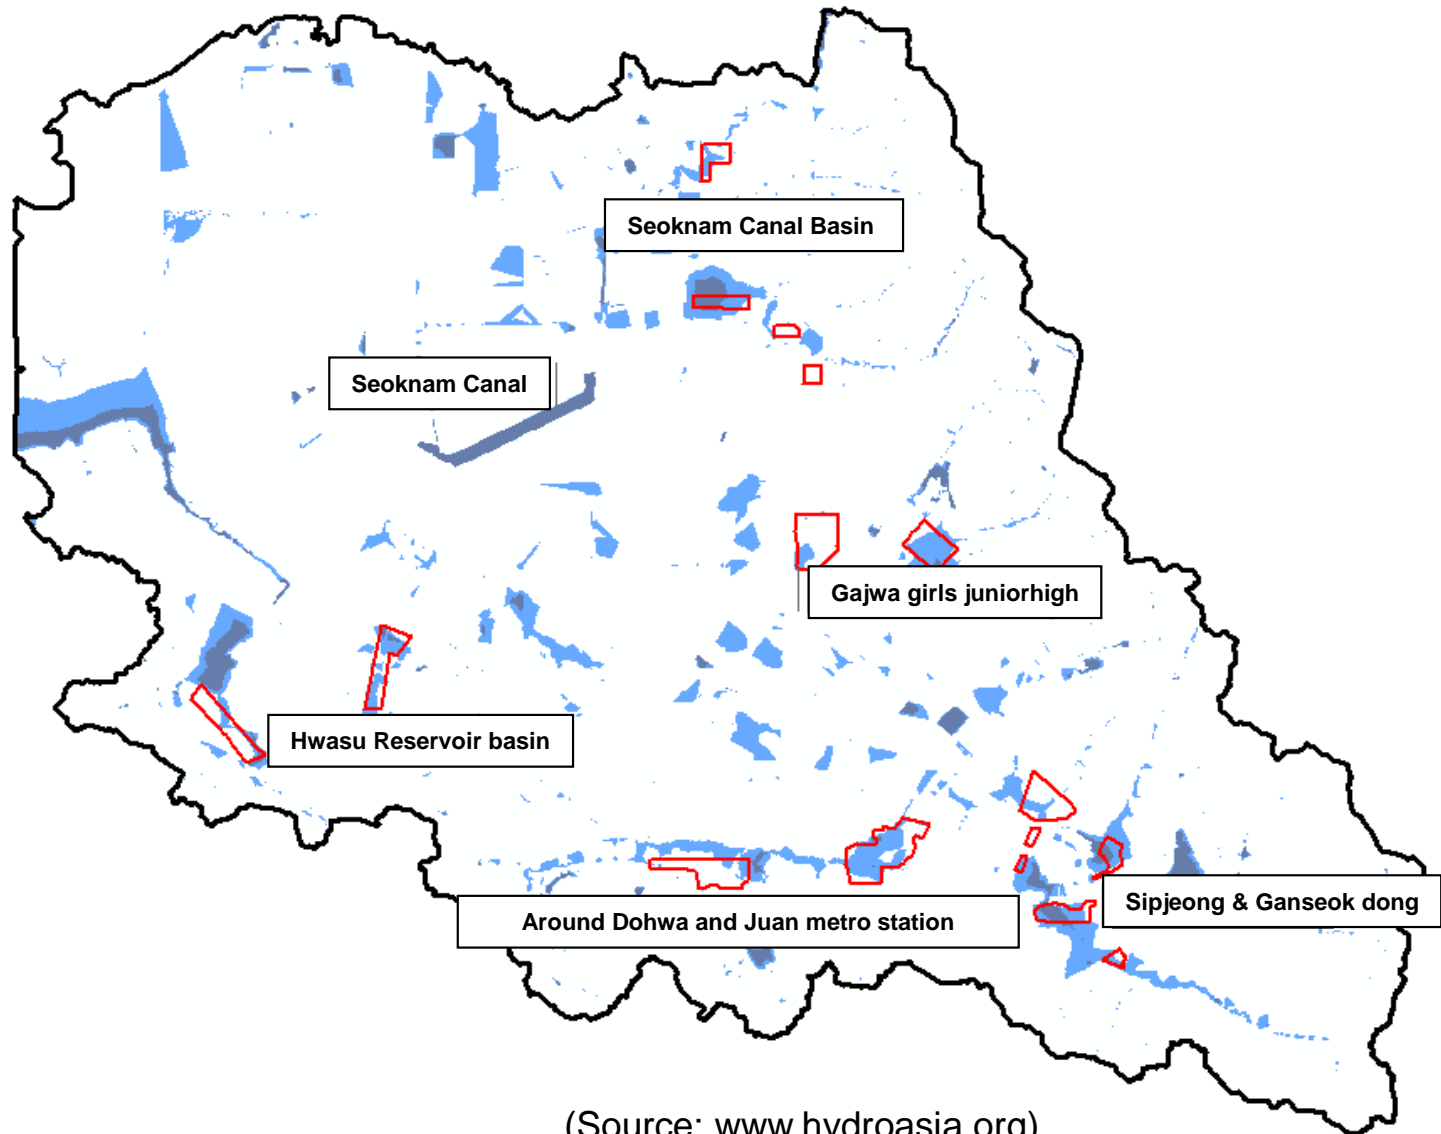 Seoknam Canal Basin
Seoknam Canal
Gajwa girls juniorhigh
Hwasu Reservoir basin
Sipjeong & Ganseok dong
Around Dohwa and Juan metro station
(Source: www.hydroasia.org)